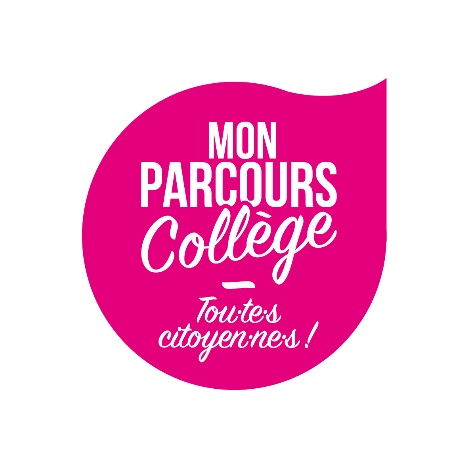 MON
PARCOURS
Collège
—
Tou·te·s
citoyen·ne·s !